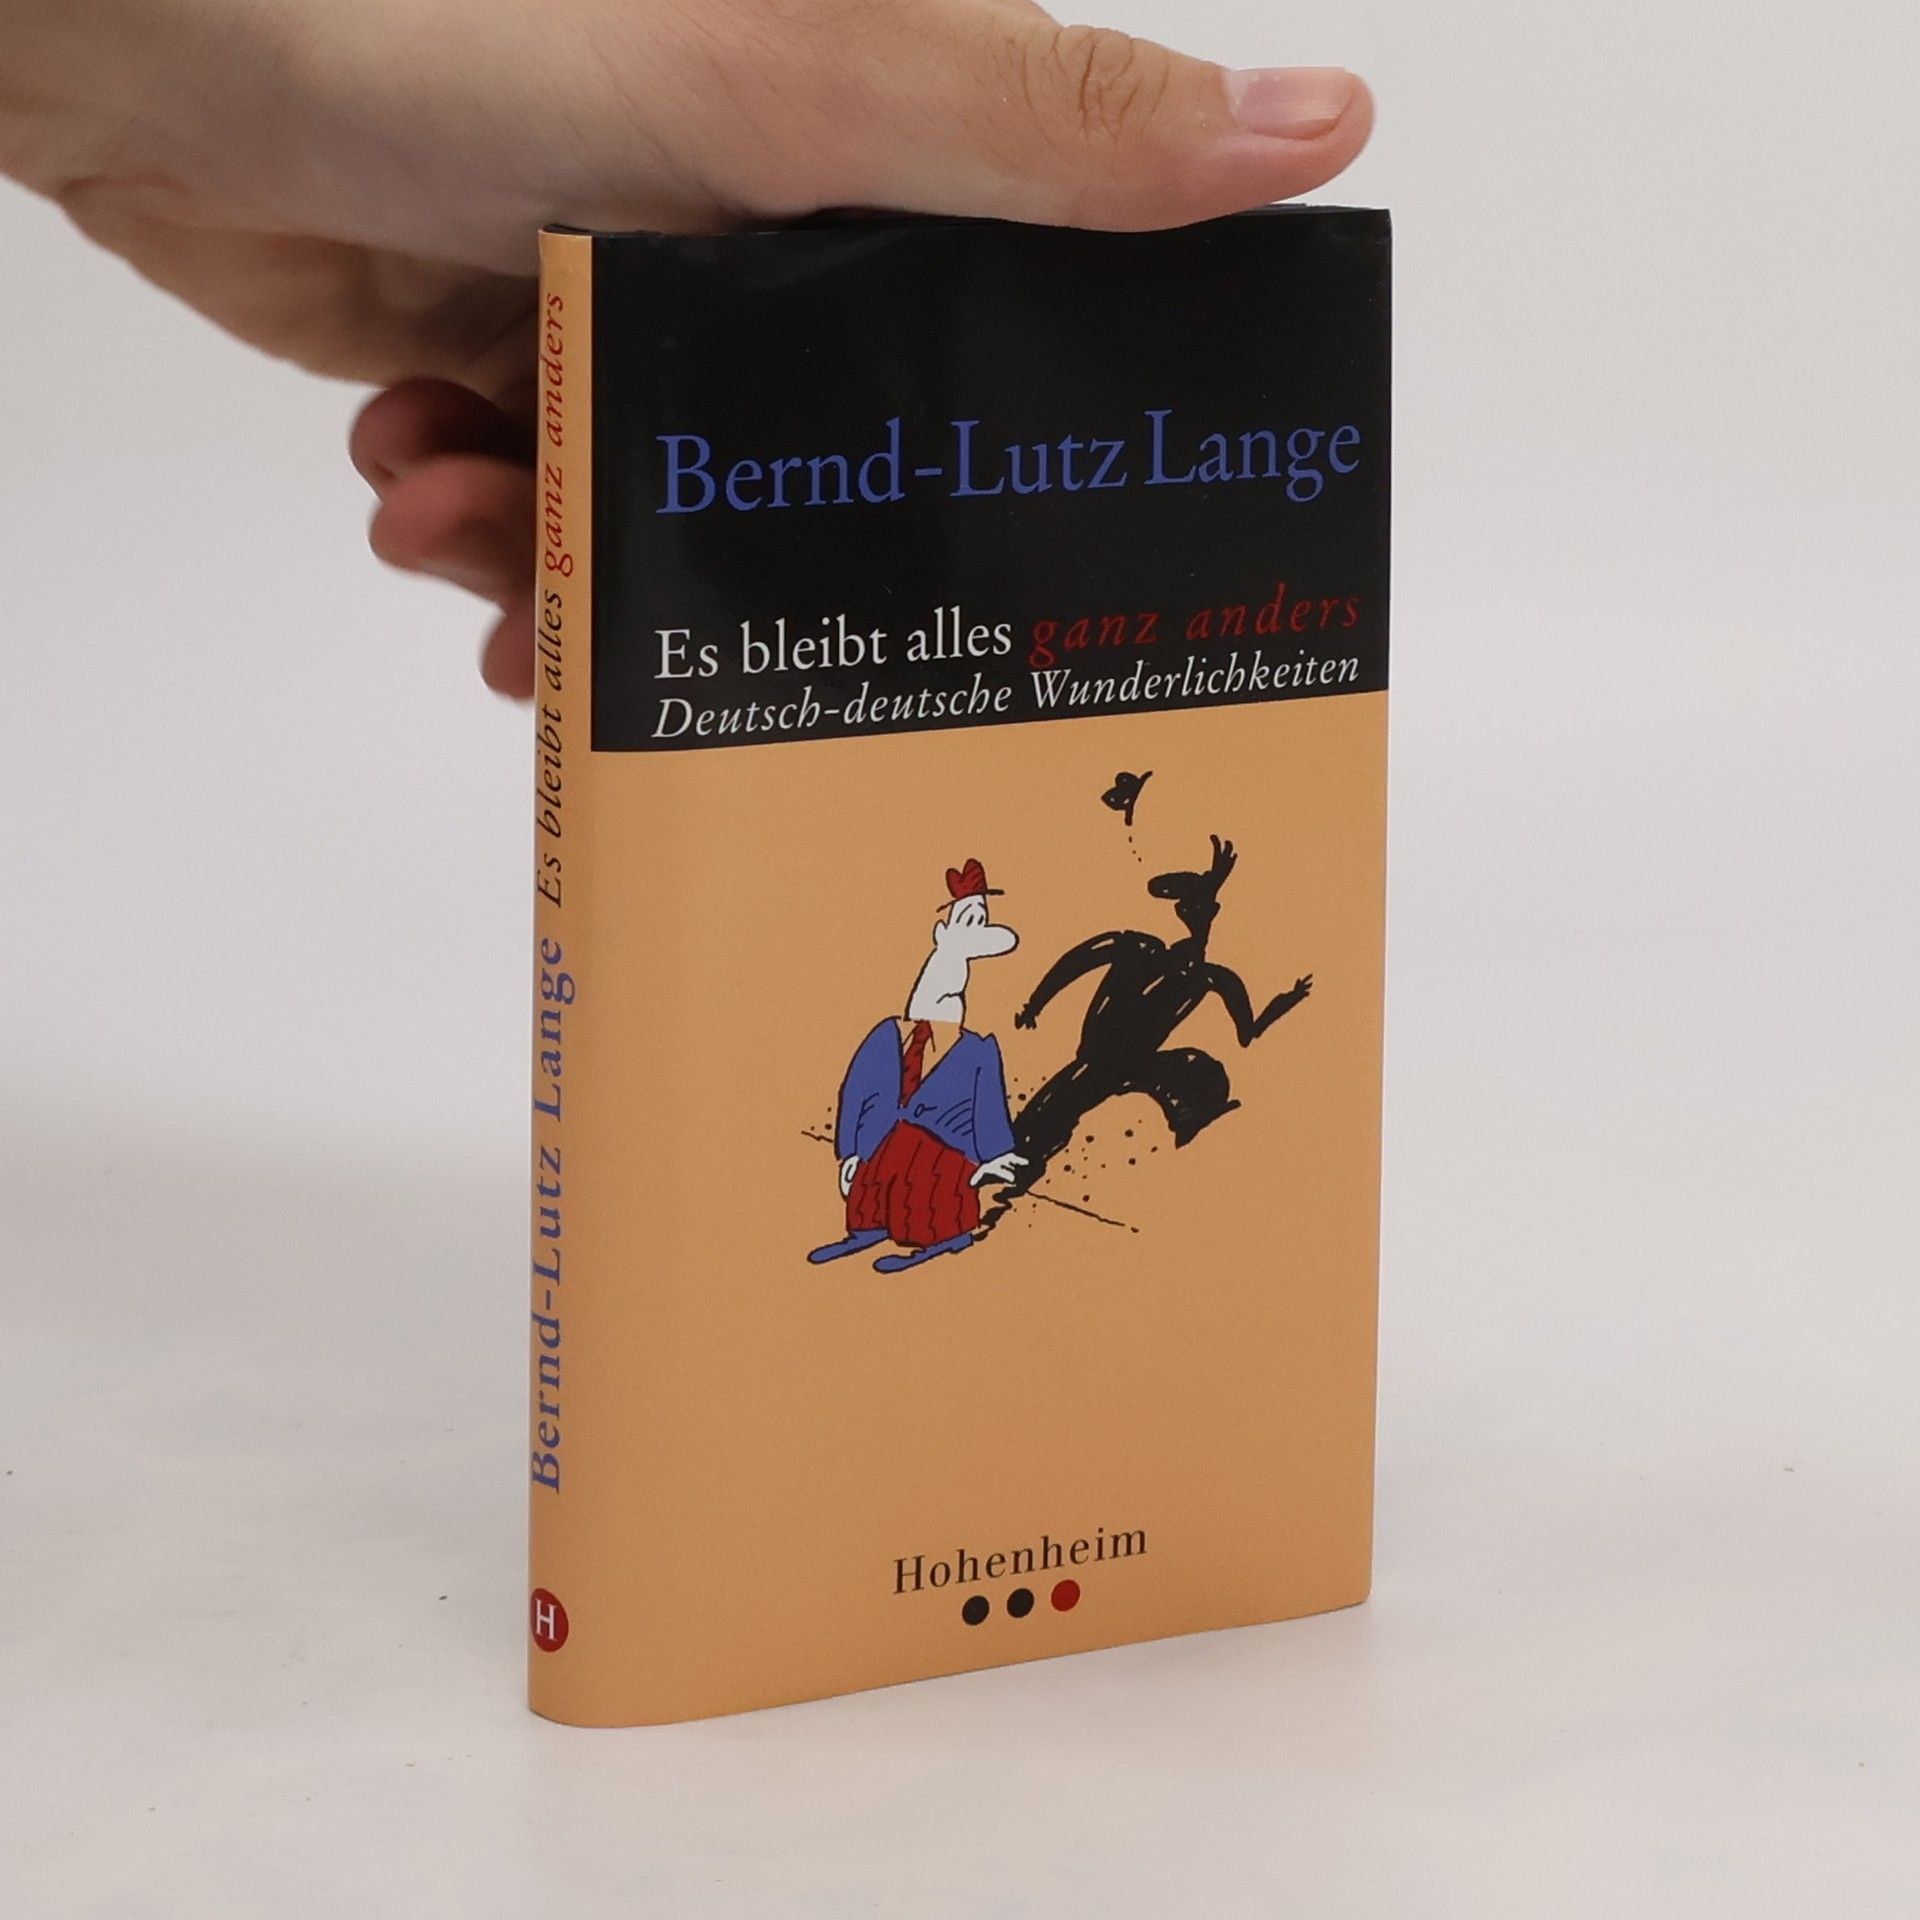 Bernd-Lutz Lange
Es bleibt alles ganz anders
Deutsch-deutsche Wunderlichkeiten
Hohenheim
Bernd-Lutz Lange Es bleibt alles ganz anders
H